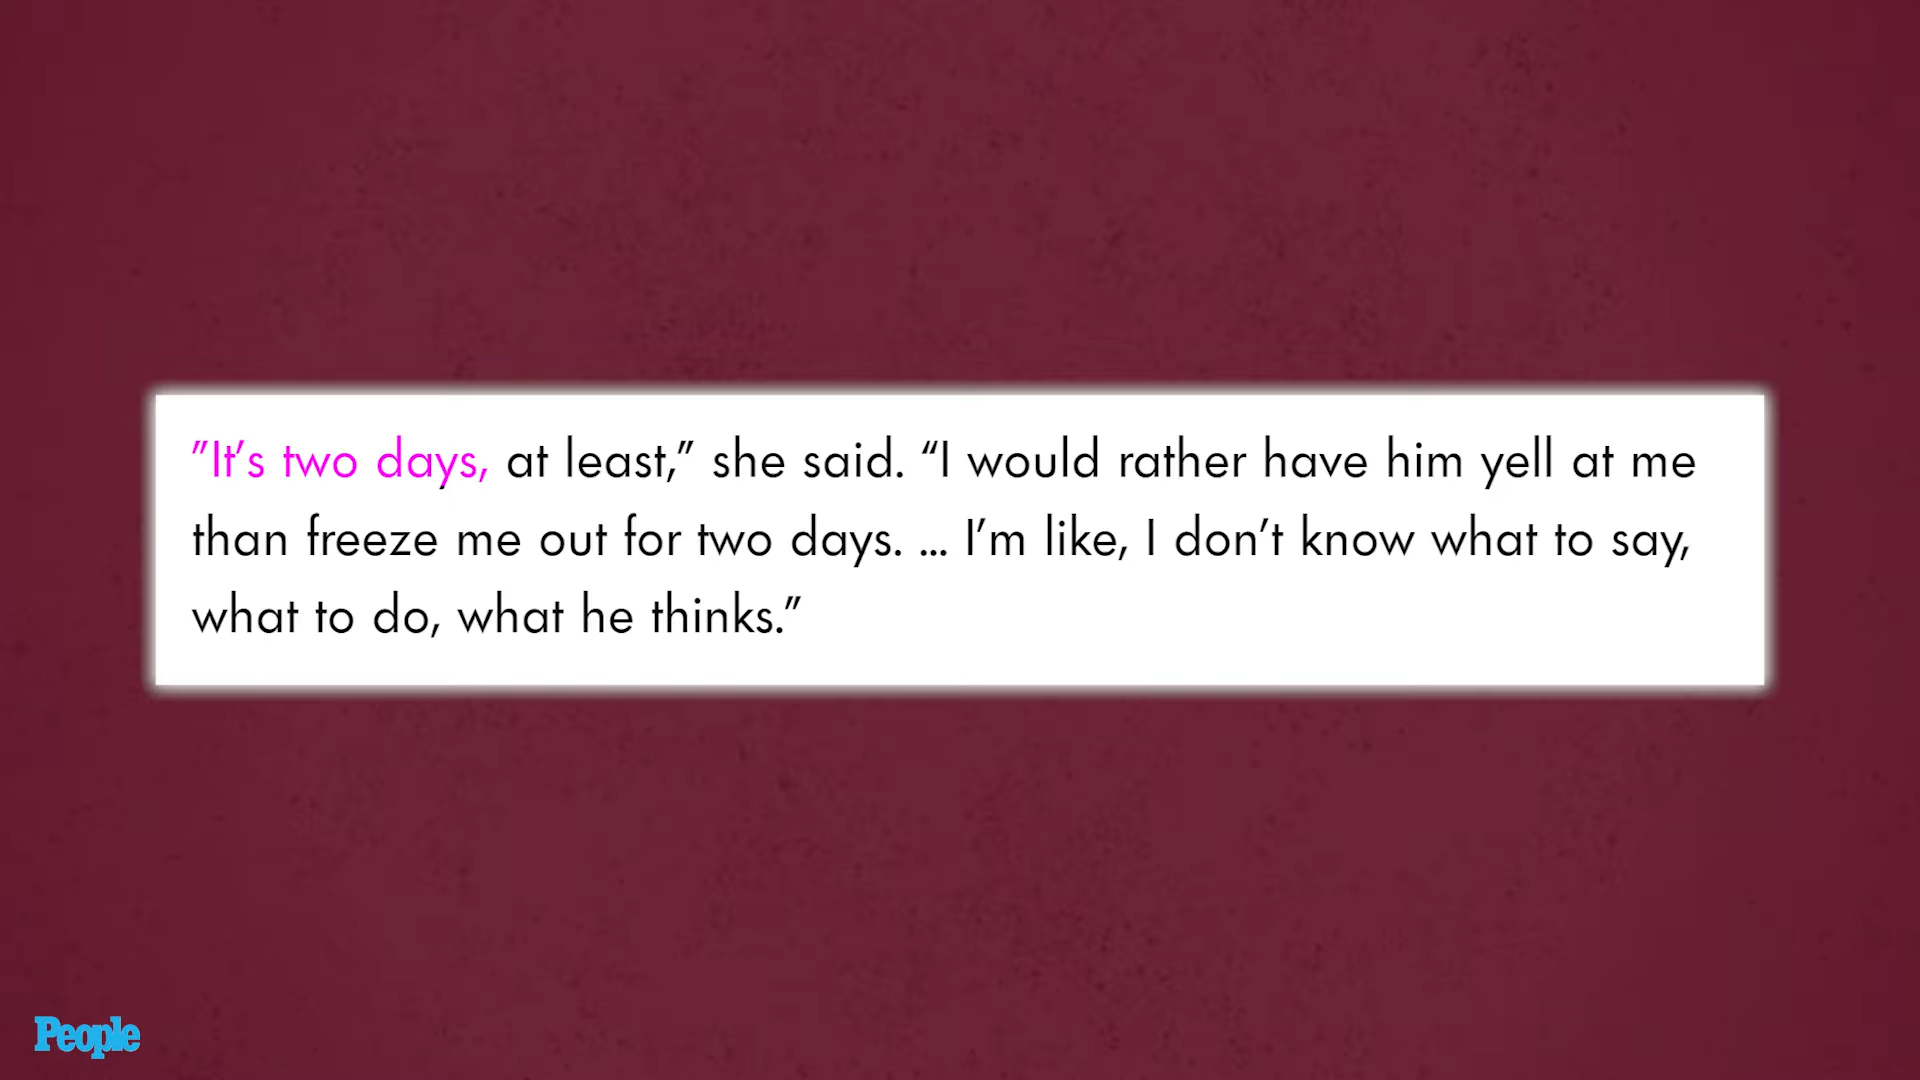 ”It’s two days, at least,” she said. “I would rather have him yell at me
than freeze me out for two days. ... I’m like, I don’t know what to say,
what to do, what he thinks.”
People